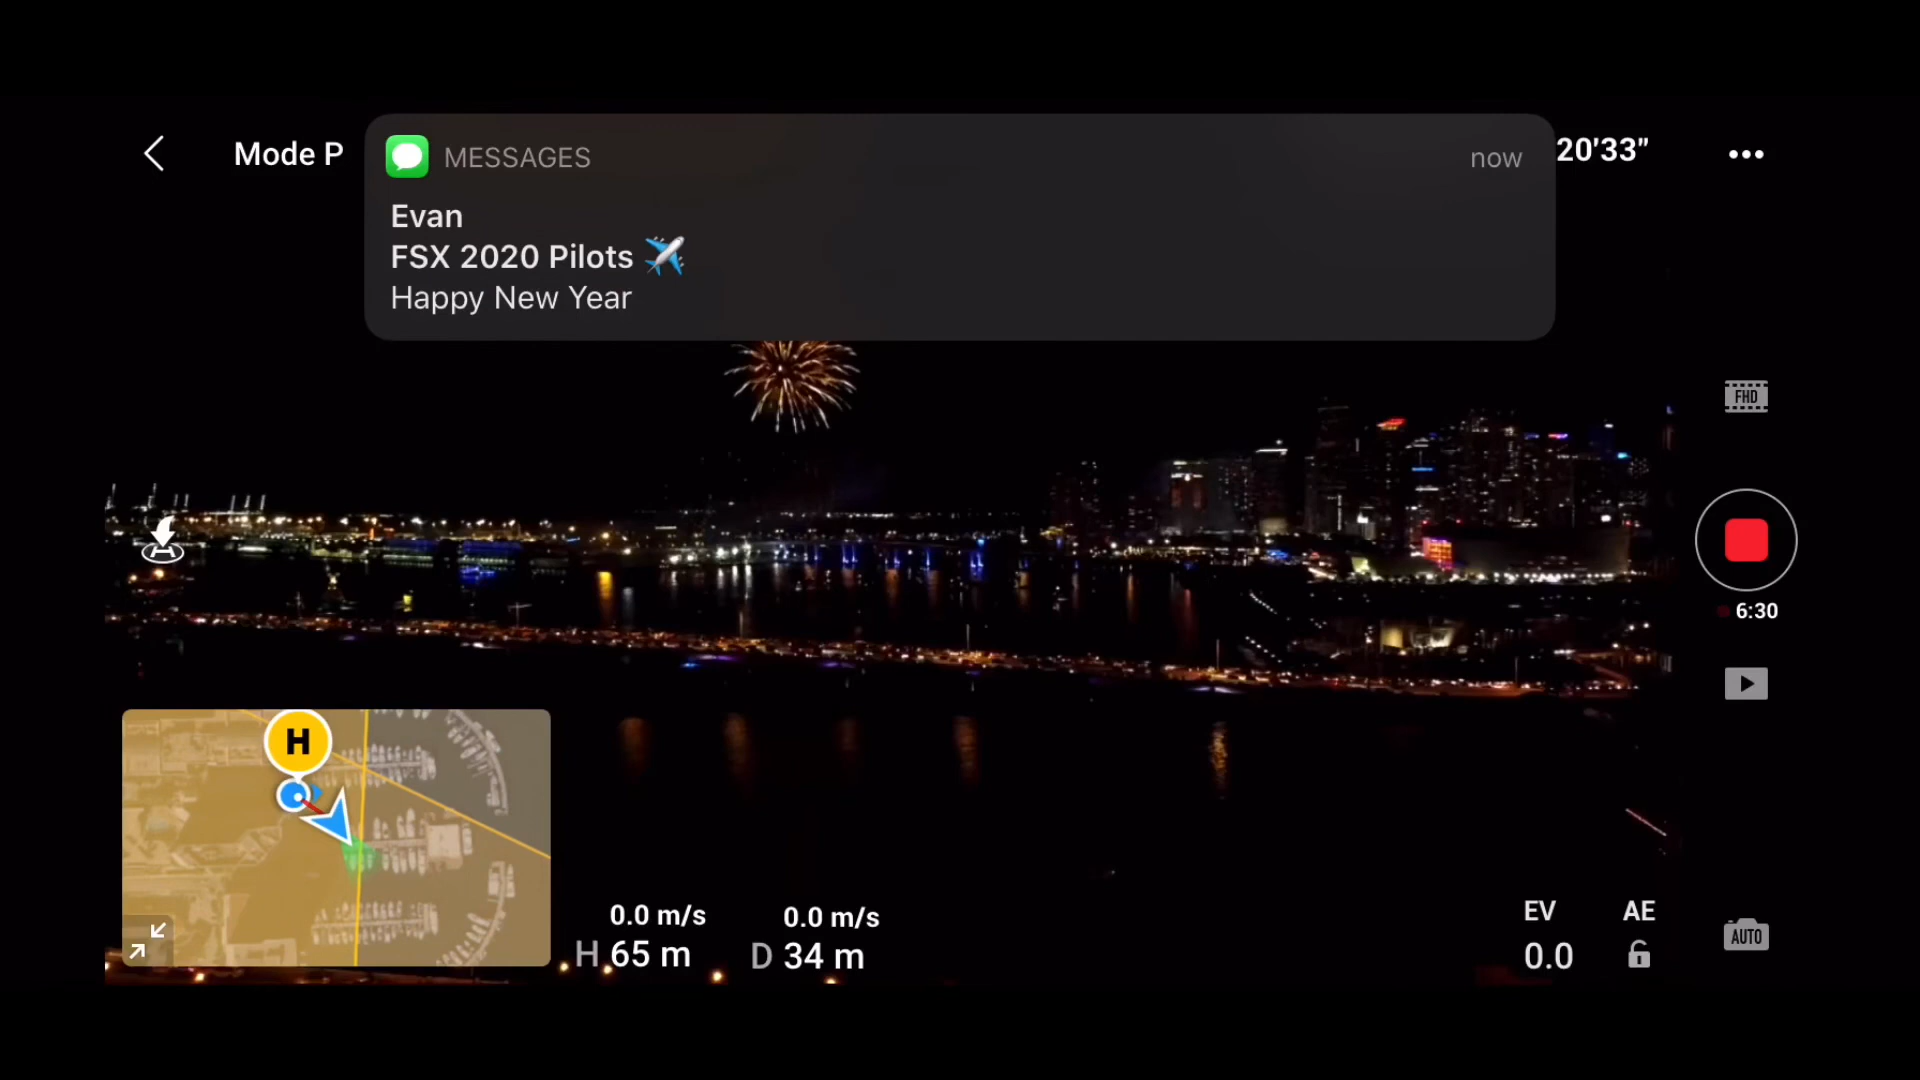 Mode P
MESSAGES
now
20'33"
Evan
FSX 2020 Pilots ✈️
Happy New Year
FHD
6:30
H
0.0 m/s
0.0 m/s
H 65 m
D 34 m
EV
AE
0.0
AUTO